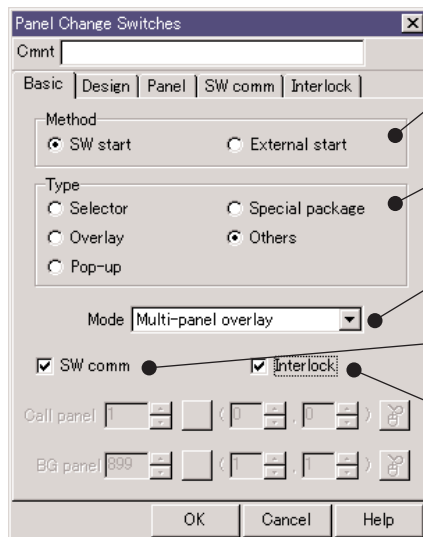 Panel Change Switches
Cmnt
Basic Design Panel SW comm Interlock
Method
SW start External start
Type
Selector Special package
Overlay Others
Pop-up
Mode Multi-panel overlay
SW comm Interlock
Call panel 1 ( 0 , 0 )
BG panel 899 ( 1 , 1 )
OK Cancel Help